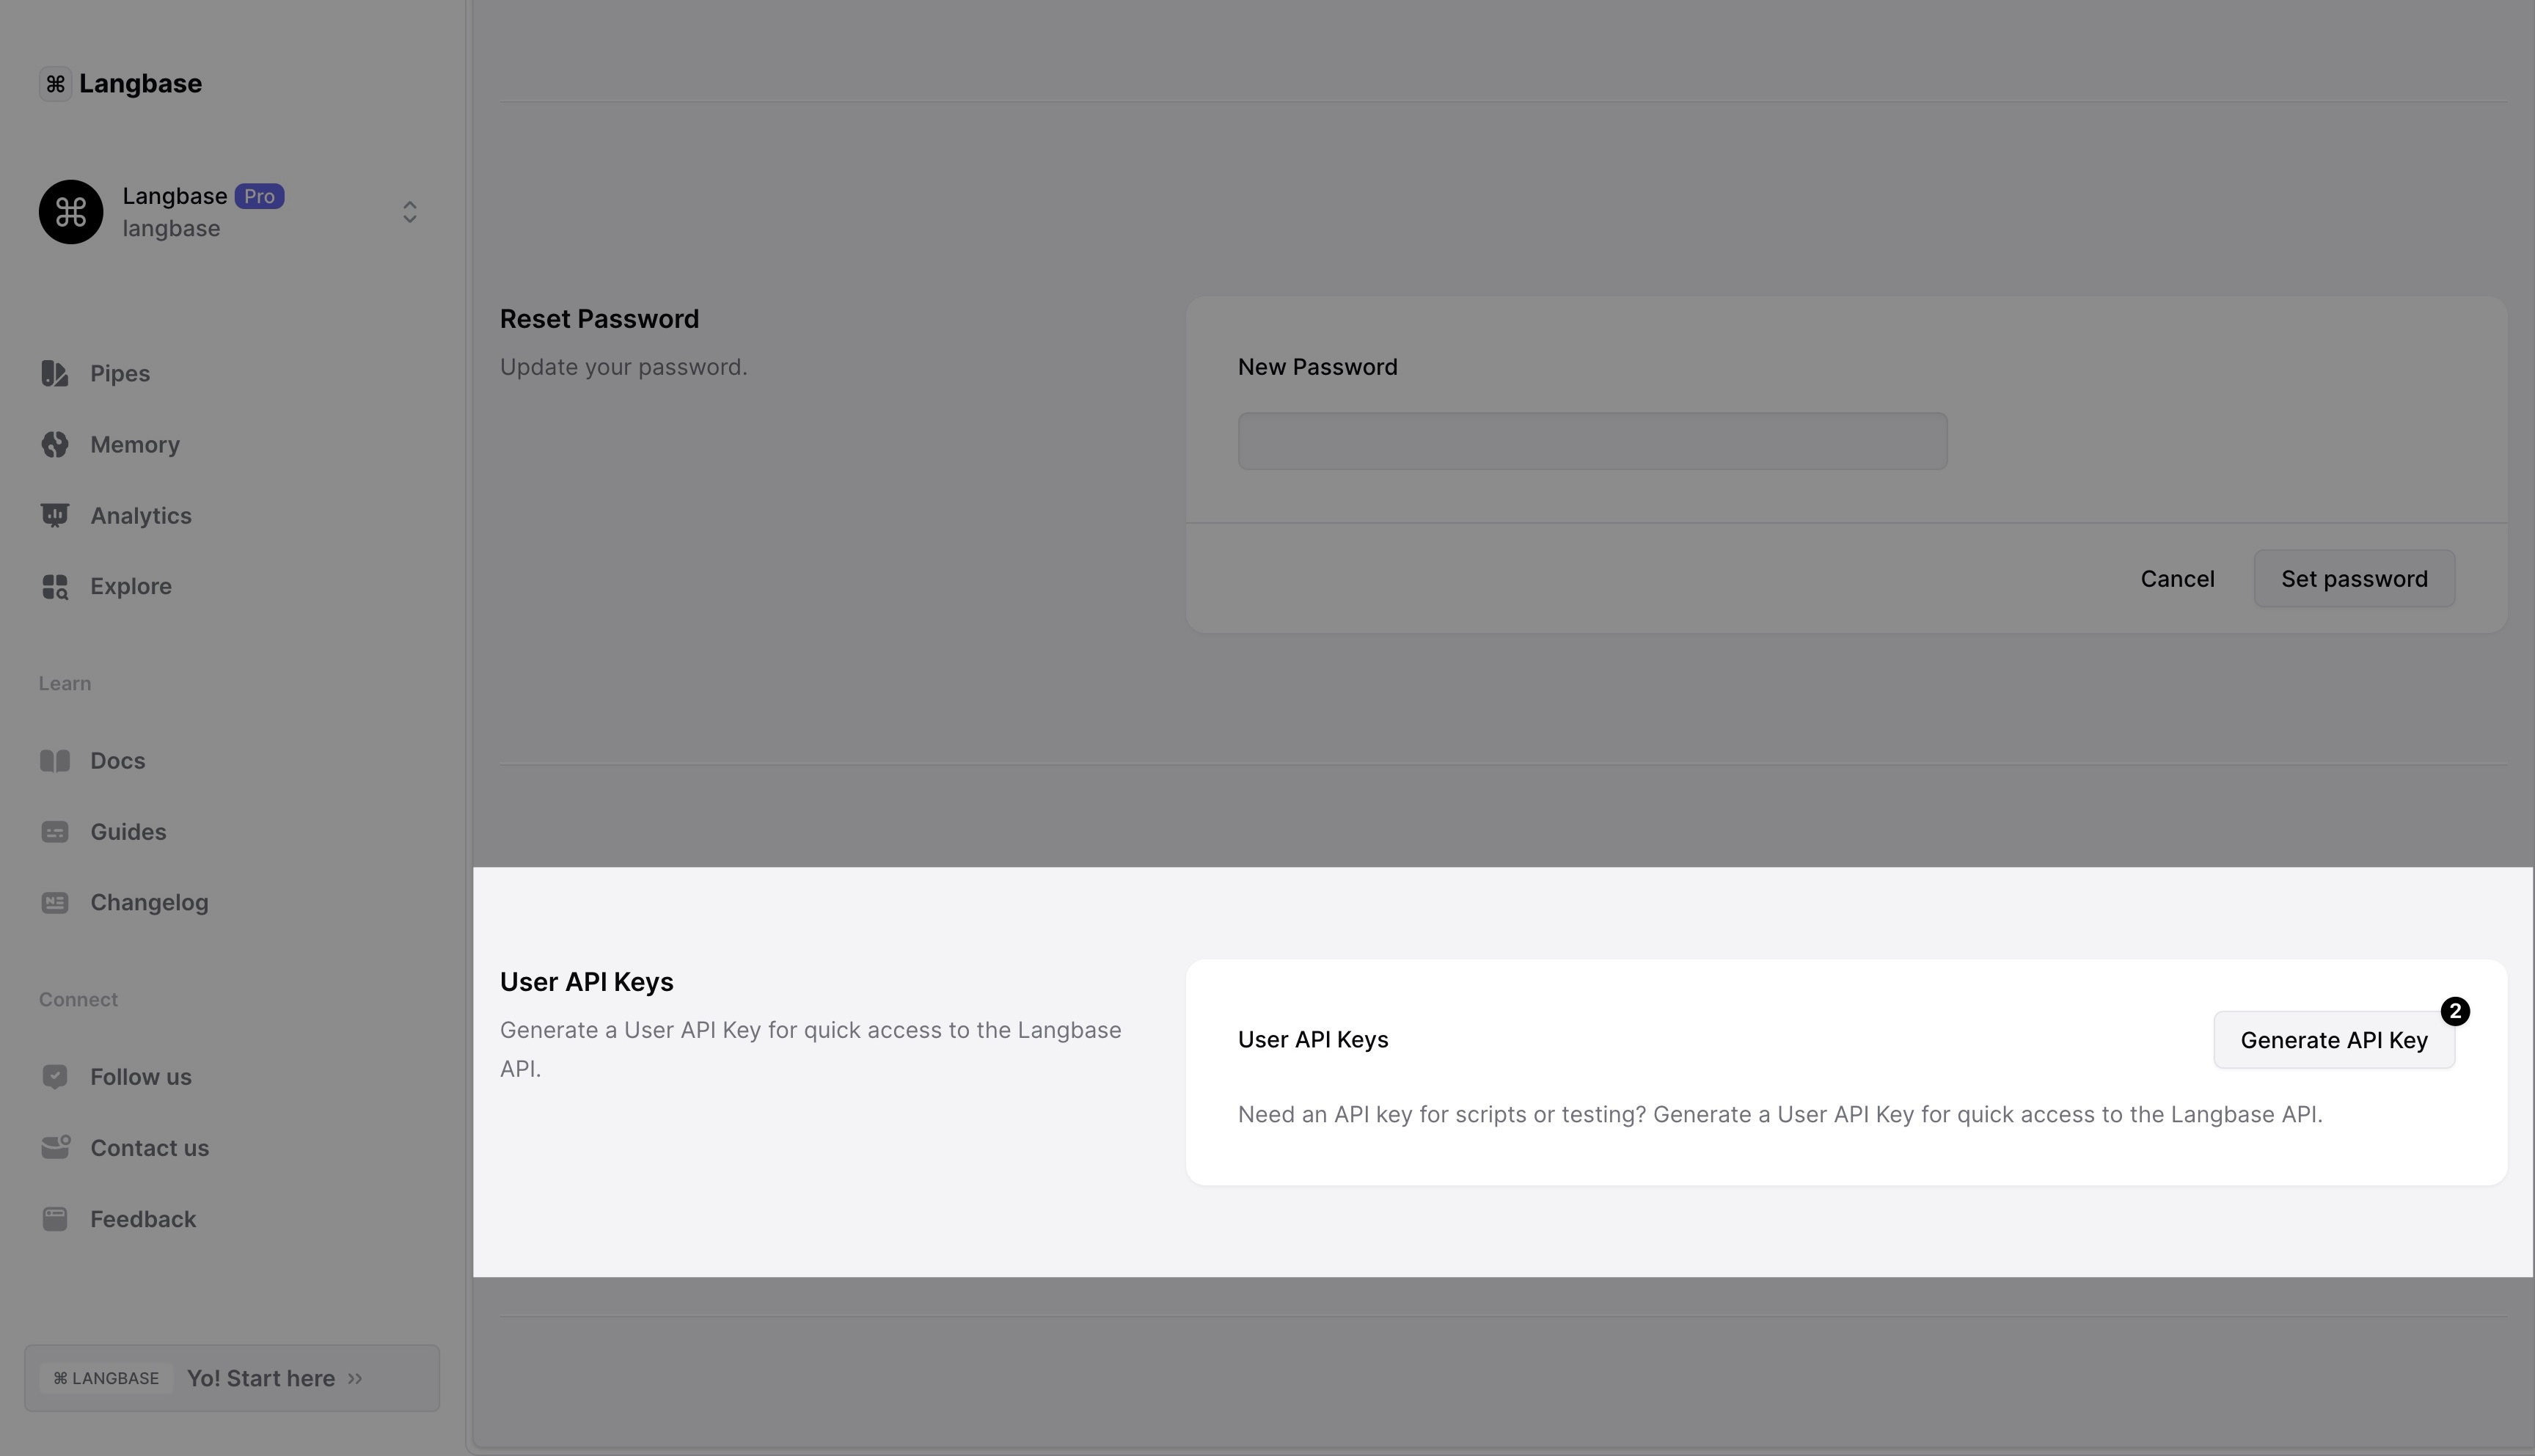 ⌘ Langbase
Langbase Pro
langbase
Pipes
Memory
Analytics
Explore
Learn
Docs
Guides
Changelog
Connect
Follow us
Contact us
Feedback
⌘ LANGBASE Yo! Start here »
Reset Password
Update your password.
New Password
Cancel
Set password
User API Keys
Generate a User API Key for quick access to the Langbase
API.
User API Keys
Generate API Key
2
Need an API key for scripts or testing? Generate a User API Key for quick access to the Langbase API.